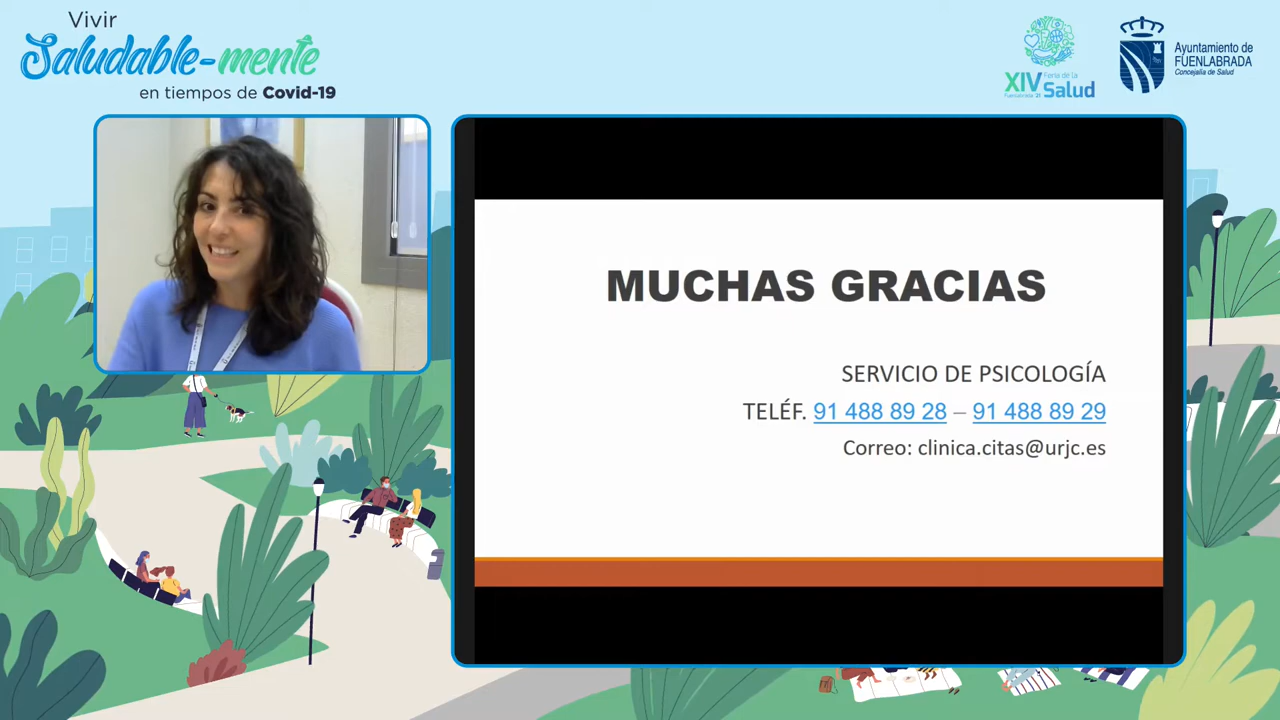 Vivir
Saludable-mente
en tiempos de Covid-19
XIV Feria de la Salud
Fuenlabrada 21
Ayuntamiento de
FUENLABRADA
Concejalía de Salud
MUCHAS GRACIAS
SERVICIO DE PSICOLOGÍA
TELÉF. 91 488 89 28 – 91 488 89 29
Correo: clinica.citas@urjc.es